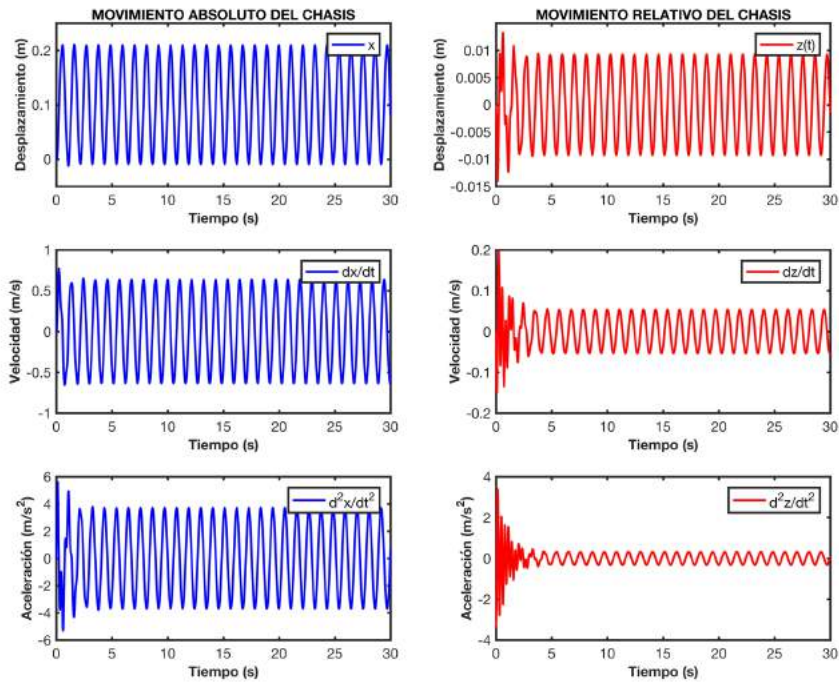 MOVIMIENTO ABSOLUTO DEL CHASIS
0.2
0.1
0
Desplazamiento (m)
x
0 5 10 15 20 25 30
Tiempo (s)
MOVIMIENTO RELATIVO DEL CHASIS
0.01
0.005
0
-0.005
-0.01
-0.015
Desplazamiento (m)
z(t)
0 5 10 15 20 25 30
Tiempo (s)
1
0.5
0
-0.5
-1
Velocidad (m/s)
dx/dt
0 5 10 15 20 25 30
Tiempo (s)
0.2
0.1
0
-0.1
-0.2
Velocidad (m/s)
dz/dt
0 5 10 15 20 25 30
Tiempo (s)
6
4
2
0
-2
-4
-6
Aceleración (m/s²)
d²x/dt²
0 5 10 15 20 25 30
Tiempo (s)
4
2
0
-2
-4
Aceleración (m/s²)
d²z/dt²
0 5 10 15 20 25 30
Tiempo (s)